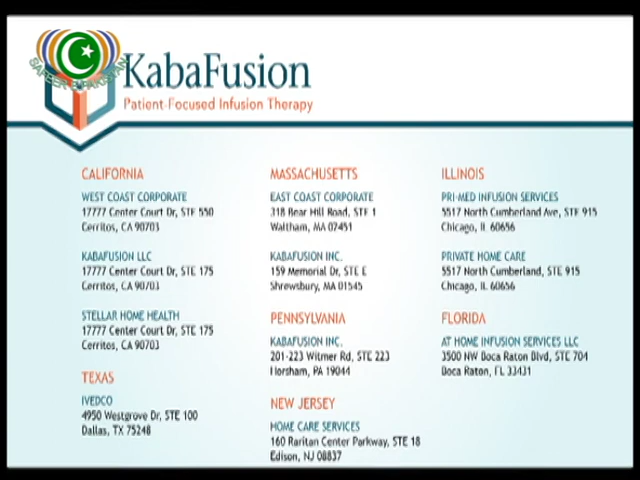 SAFEER E PAKISTAN
KabaFusion
Patient-Focused Infusion Therapy
CALIFORNIA
WEST COAST CORPORATE
17777 Center Court Dr, STE 550
Cerritos, CA 90703
KABAFUSION LLC
17777 Center Court Dr, STE 175
Cerritos, CA 90703
STELLAR HOME HEALTH
17777 Center Court Dr, STE 175
Cerritos, CA 90703
TEXAS
IVEDCO
4950 Westgrove Dr, STE 100
Dallas, TX 75248
MASSACHUSETTS
EAST COAST CORPORATE
318 Bear Hill Road, STE 1
Waltham, MA 02451
KABAFUSION INC.
159 Memorial Dr, STE E
Shrewsbury, MA 01545
PENNSYLVANIA
KABAFUSION INC.
201-223 Witmer Rd, STE 223
Horsham, PA 19044
NEW JERSEY
HOME CARE SERVICES
160 Raritan Center Parkway, STE 18
Edison, NJ 08837
ILLINOIS
PRI-MED INFUSION SERVICES
5517 North Cumberland Ave, STE 915
Chicago, IL 60656
PRIVATE HOME CARE
5517 North Cumberland, STE 915
Chicago, IL 60656
FLORIDA
AT HOME INFUSION SERVICES LLC
3500 NW Boca Raton Blvd, STE 704
Boca Raton, FL 33431